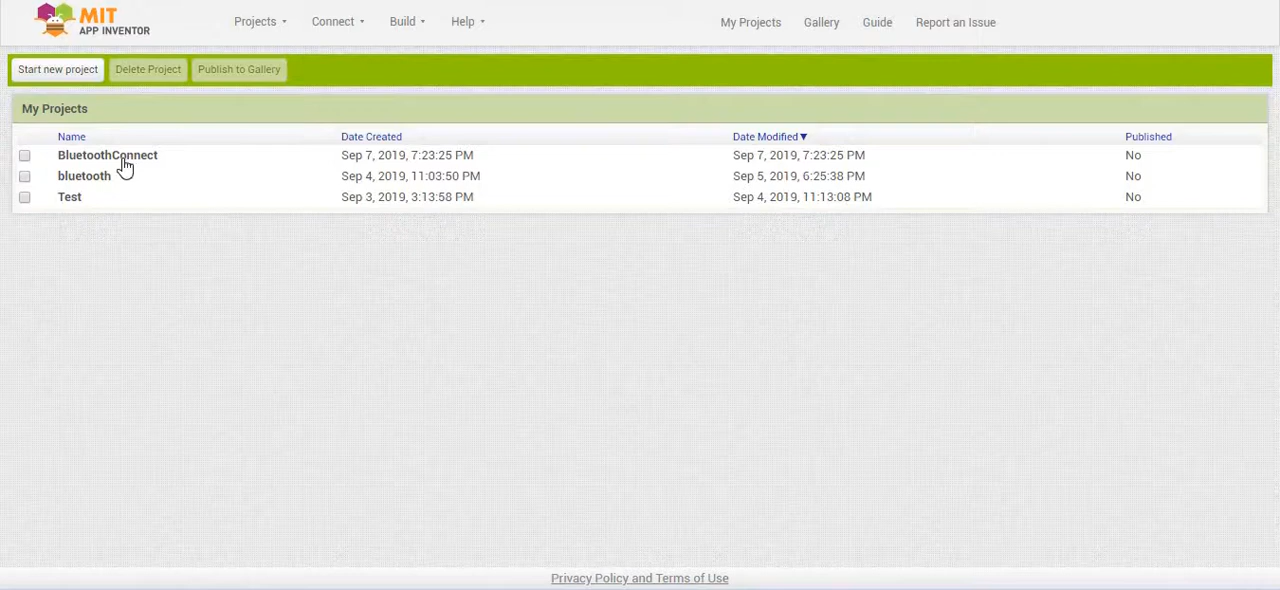 MIT
APP INVENTOR
Projects Connect Build Help My Projects Gallery Guide Report an Issue
Start new project Delete Project Publish to Gallery
My Projects
Name Date Created Date Modified Published
BluetoothConnect Sep 7, 2019, 7:23:25 PM Sep 7, 2019, 7:23:25 PM No
bluetooth Sep 4, 2019, 11:03:50 PM Sep 5, 2019, 6:25:38 PM No
Test Sep 3, 2019, 3:13:58 PM Sep 4, 2019, 11:13:08 PM No
Privacy Policy and Terms of Use